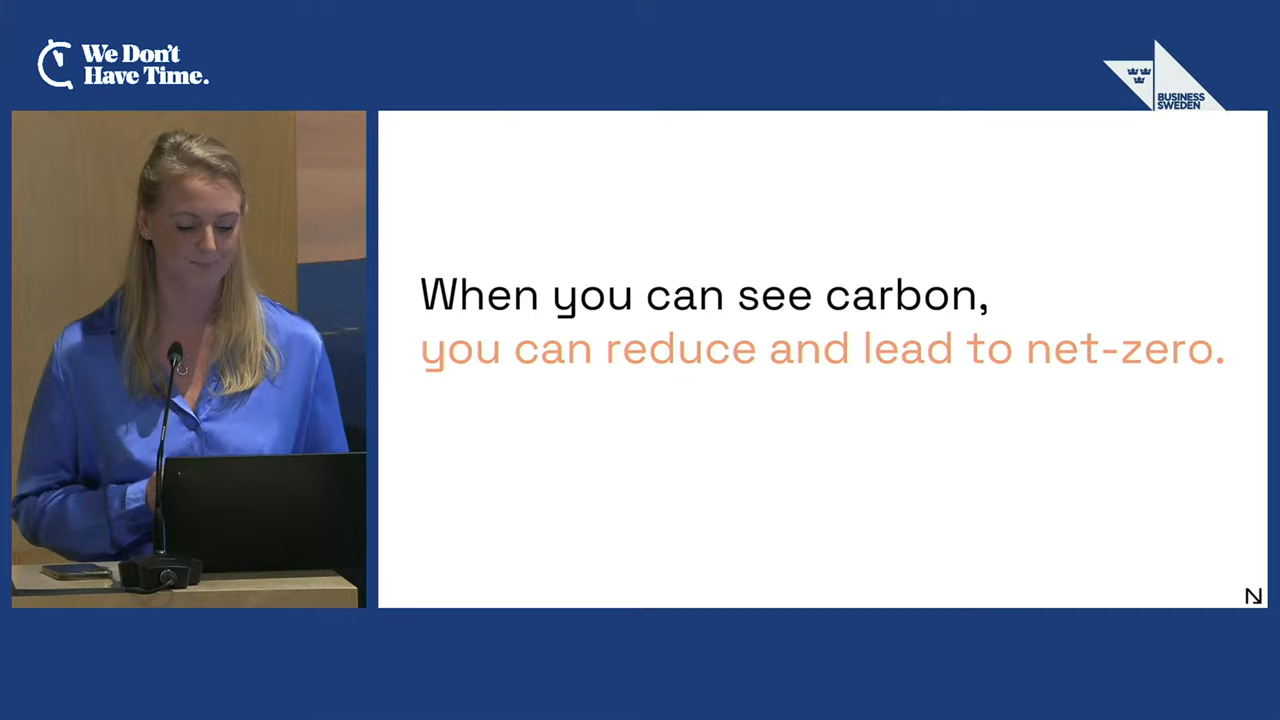 We Don't
Have Time.
BUSINESS
SWEDEN
When you can see carbon,
you can reduce and lead to net-zero.
N